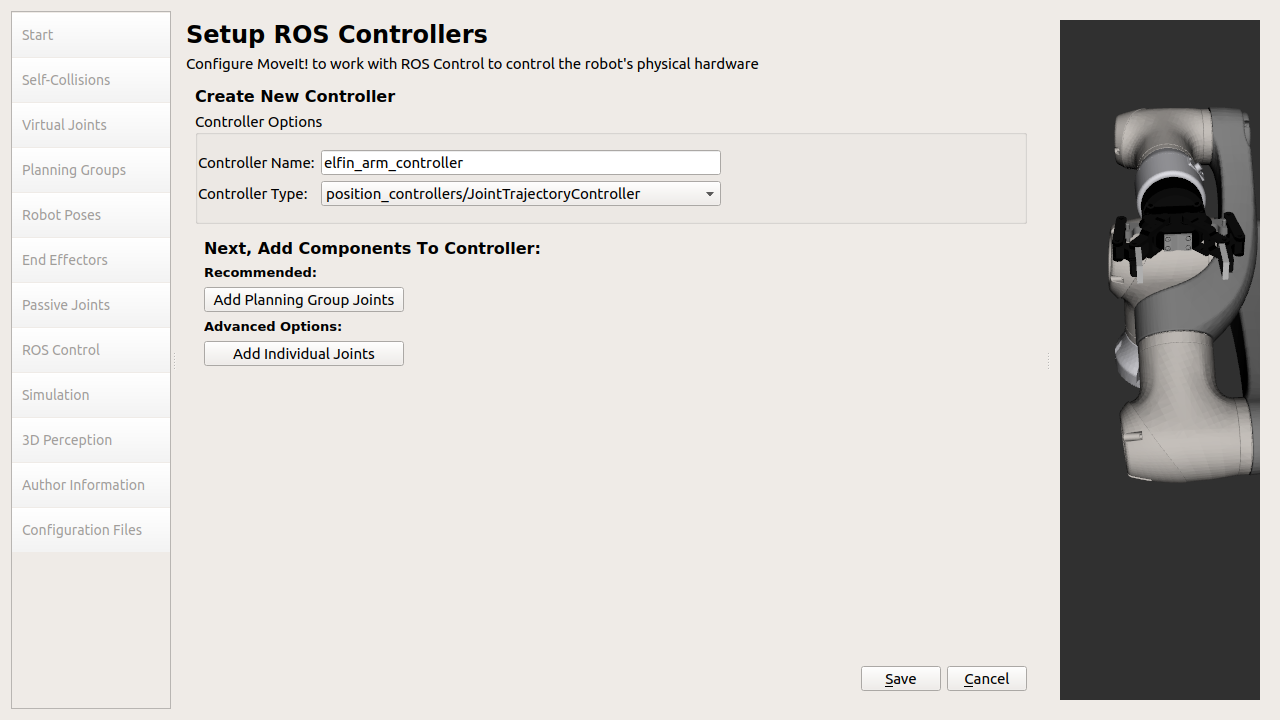 Start
Self-Collisions
Virtual Joints
Planning Groups
Robot Poses
End Effectors
Passive Joints
ROS Control
Simulation
3D Perception
Author Information
Configuration Files
Setup ROS Controllers
Configure MoveIt! to work with ROS Control to control the robot's physical hardware
Create New Controller
Controller Options
Controller Name: elfin_arm_controller
Controller Type: position_controllers/JointTrajectoryController
Next, Add Components To Controller:
Recommended:
Add Planning Group Joints
Advanced Options:
Add Individual Joints
Save Cancel